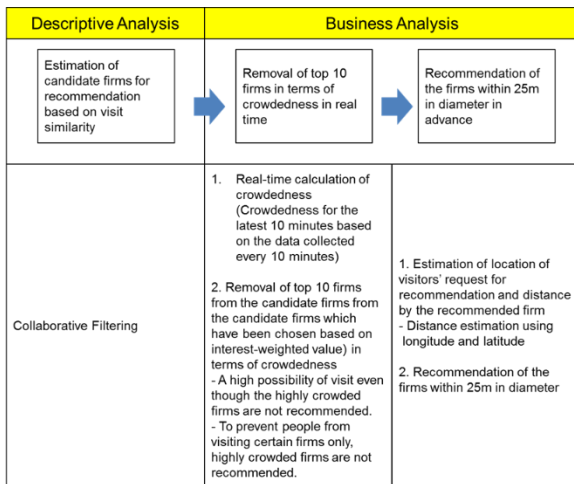 Descriptive Analysis
Business Analysis
Estimation of
candidate firms for
recommendation
based on visit
similarity
Removal of top 10
firms in terms of
crowdedness in real
time
Recommendation of
the firms within 25m
in diameter in
advance
Collaborative Filtering
1. Real-time calculation of
crowdedness
(Crowdedness for the
latest 10 minutes based
on the data collected
every 10 minutes)
2. Removal of top 10 firms
from the candidate firms from
the candidate firms which
have been chosen based on
interest-weighted value) in
terms of crowdedness
- A high possibility of visit even
though the highly crowded
firms are not recommended.
- To prevent people from
visiting certain firms only,
highly crowded firms are not
recommended.
1. Estimation of location of
visitors' request for
recommendation and distance
by the recommended firm
- Distance estimation using
longitude and latitude
2. Recommendation of the
firms within 25m in diameter